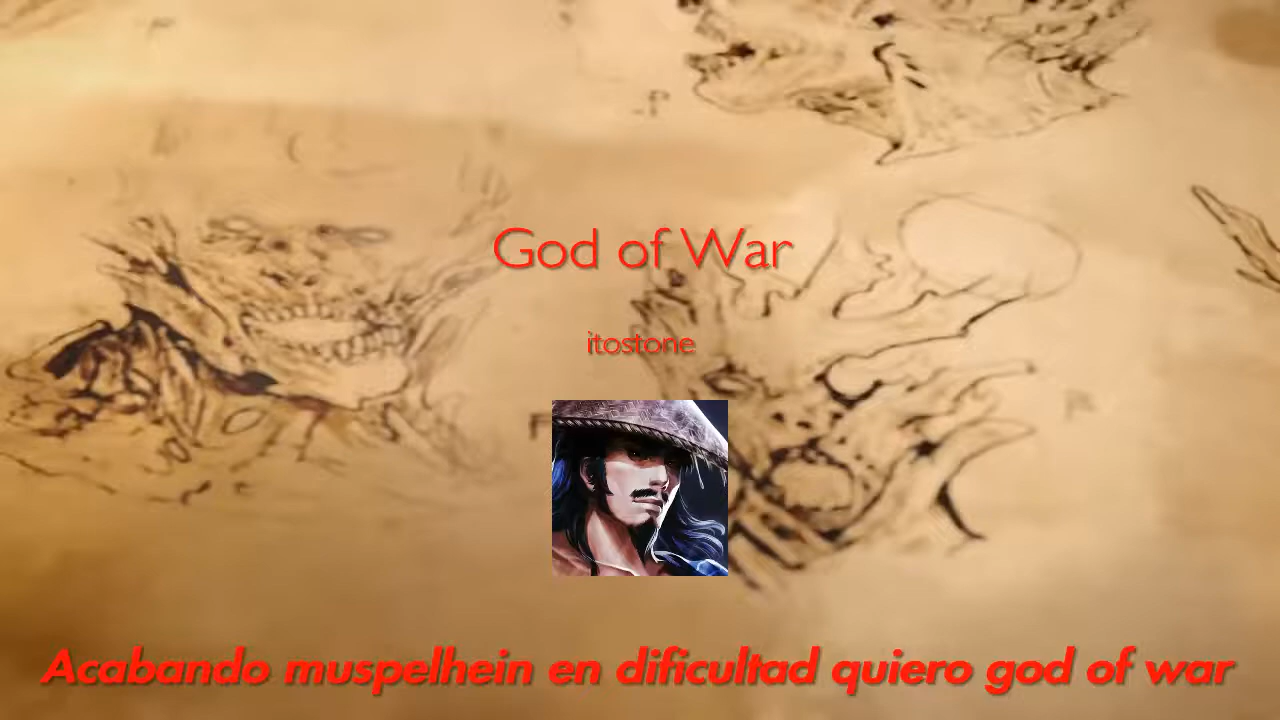 God of War
itostone
Acabando muspelhein en dificultad quiero god of war